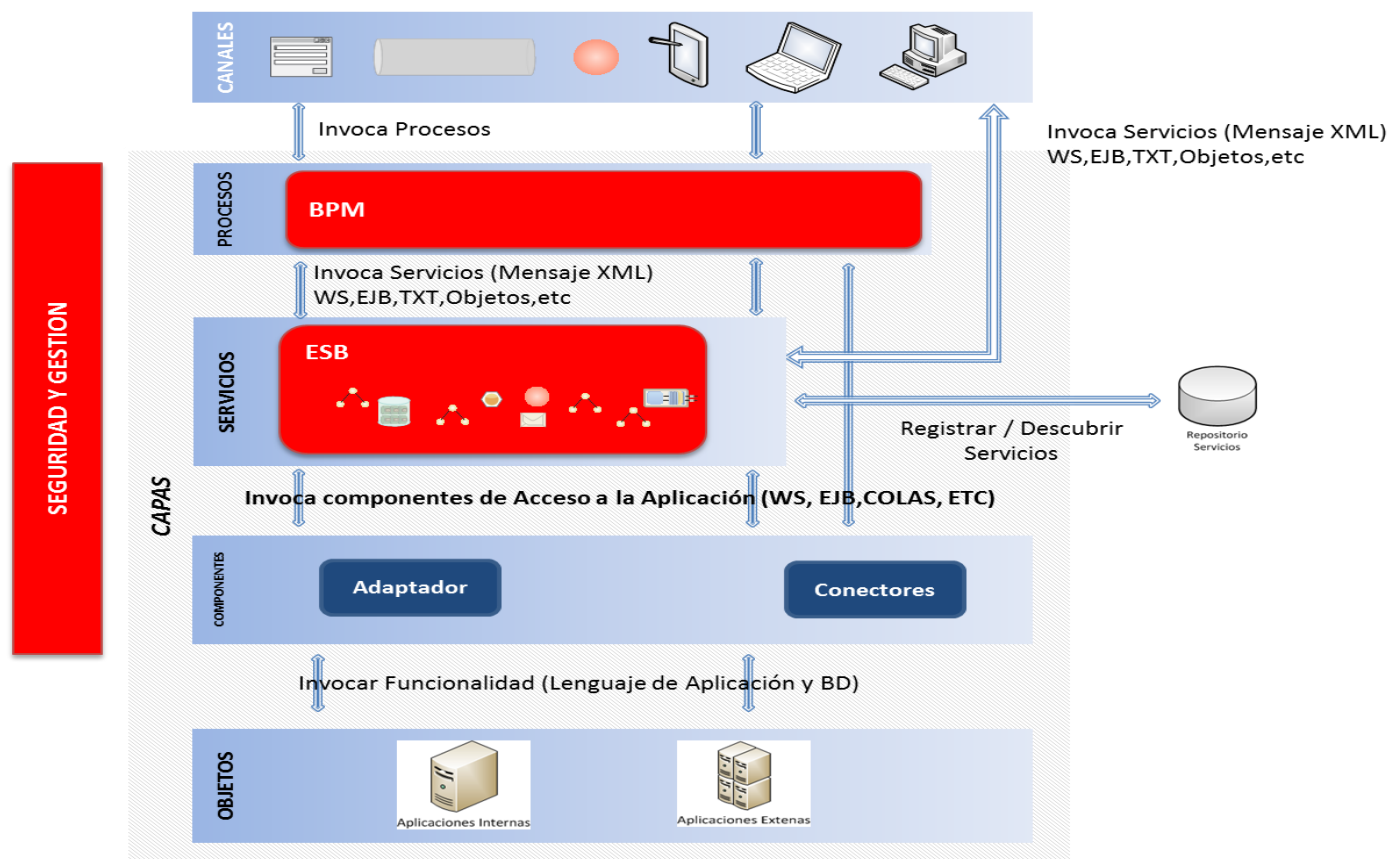 CANALES
Invoca Procesos
Invoca Servicios (Mensaje XML)
WS,EJB,TXT,Objetos,etc
PROCESOS
BPM
Invoca Servicios (Mensaje XML)
WS,EJB,TXT,Objetos,etc
SEGURIDAD Y GESTION
CAPAS
SERVICIOS
ESB
Registrar / Descubrir
Servicios
Repositorio
Servicios
Invoca componentes de Acceso a la Aplicación (WS, EJB,COLAS, ETC)
COMPONENTES
Adaptador
Conectores
Invocar Funcionalidad (Lenguaje de Aplicación y BD)
OBJETOS
Aplicaciones Internas
Aplicaciones Extenas